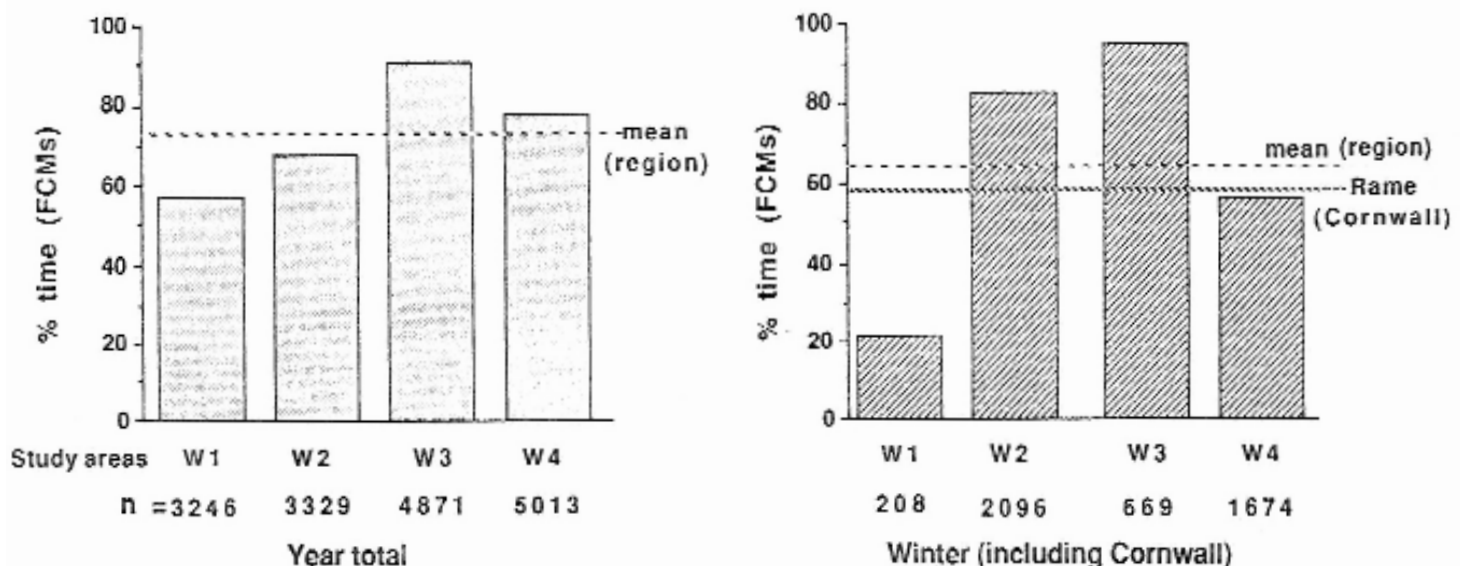 100
80
60
40
20
0
% time (FCMs)
mean
(region)
Study areas W1 W2 W3 W4
n =3246 3329 4871 5013
Year total
100
80
60
40
20
0
% time (FCMs)
mean (region)
Rame
(Cornwall)
W1 W2 W3 W4
208 2096 669 1674
Winter (including Cornwall)